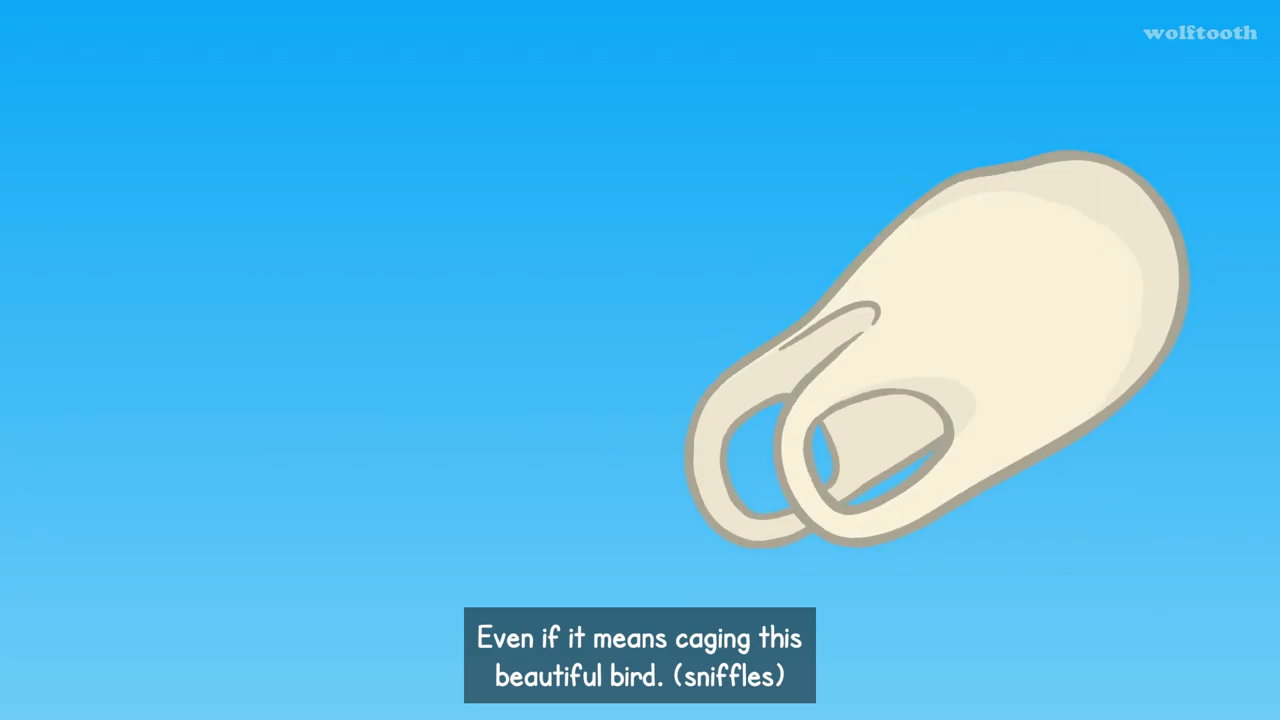 wolftooth
Even if it means caging this
beautiful bird. (sniffles)